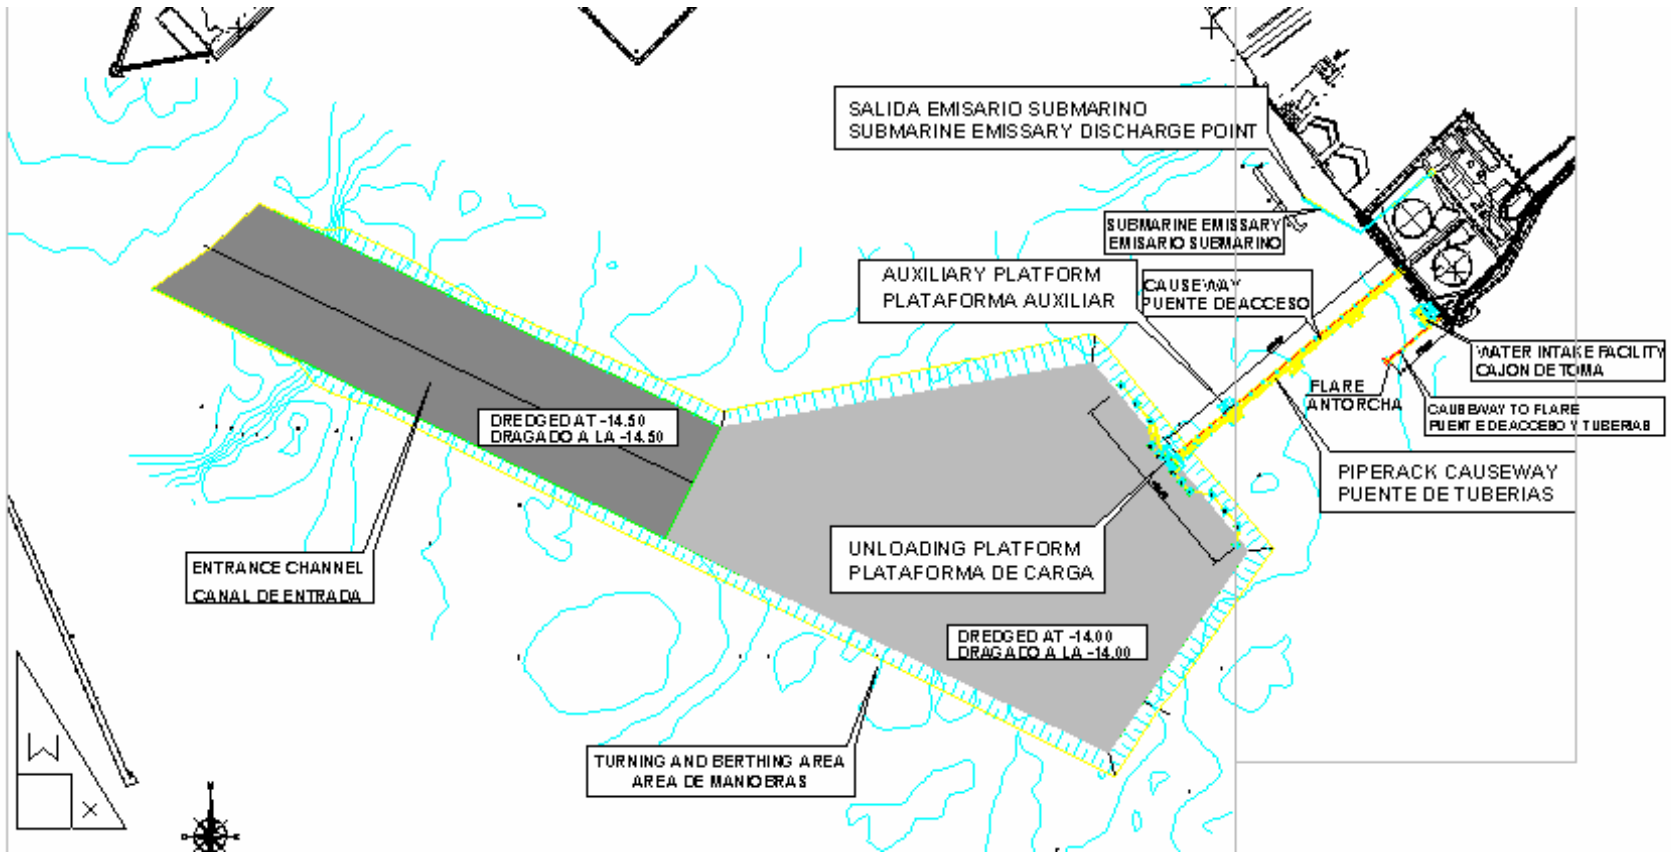 SALIDA EMISARIO SUBMARINO
SUBMARINE EMISSARY DISCHARGE POINT
SUBMARINE EMISSARY
EMISARIO SUBMARINO
AUXILIARY PLATFORM
PLATAFORMA AUXILIAR
CAUSEWAY
PUENTE DE ACCESO
WATER INTAKE FACILITY
CAJON DE TOMA
FLARE
ANTORCHA
CAUSEWAY TO FLARE
PUENTE DE ACCESO Y TUBERIAS
DREDGED AT -14.50
DRAGADO A LA -14.50
PIPERACK CAUSEWAY
PUENTE DE TUBERIAS
UNLOADING PLATFORM
PLATAFORMA DE CARGA
ENTRANCE CHANNEL
CANAL DE ENTRADA
DREDGED AT -14.00
DRAGADO A LA -14.00
TURNING AND BERTHING AREA
AREA DE MANIOBRAS
X